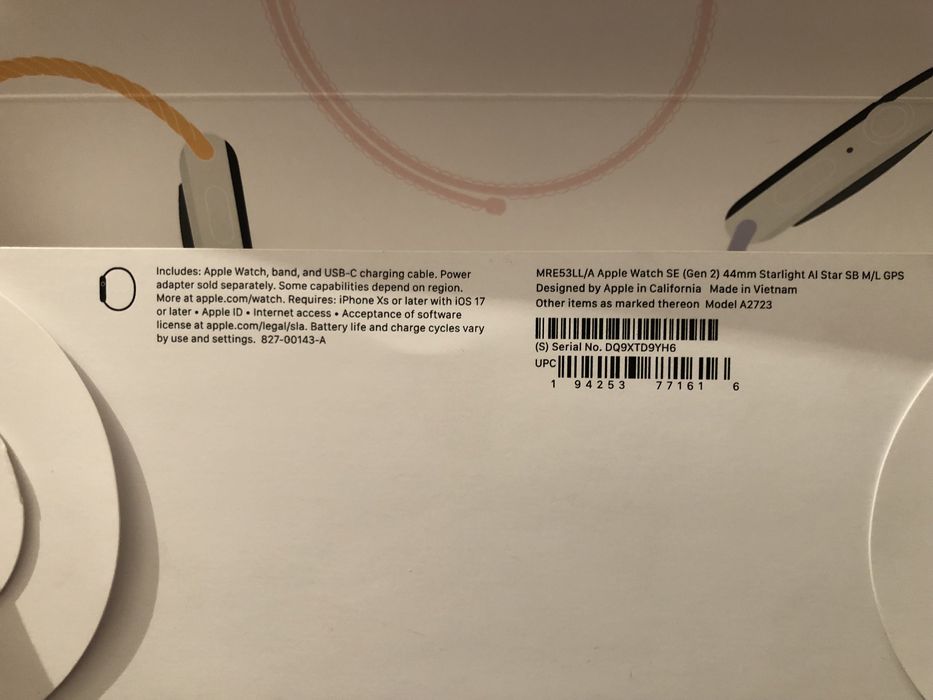 Includes: Apple Watch, band, and USB-C charging cable. Power
adapter sold separately. Some capabilities depend on region.
More at apple.com/watch. Requires: iPhone Xs or later with iOS 17
or later • Apple ID • Internet access • Acceptance of software
license at apple.com/legal/sla. Battery life and charge cycles vary
by use and settings. 827-00143-A
MRE53LL/A Apple Watch SE (Gen 2) 44mm Starlight Al Star SB M/L GPS
Designed by Apple in California Made in Vietnam
Other items as marked thereon Model A2723
(S) Serial No. DQ9XTD9YH6
UPC
1 94253 77161 6